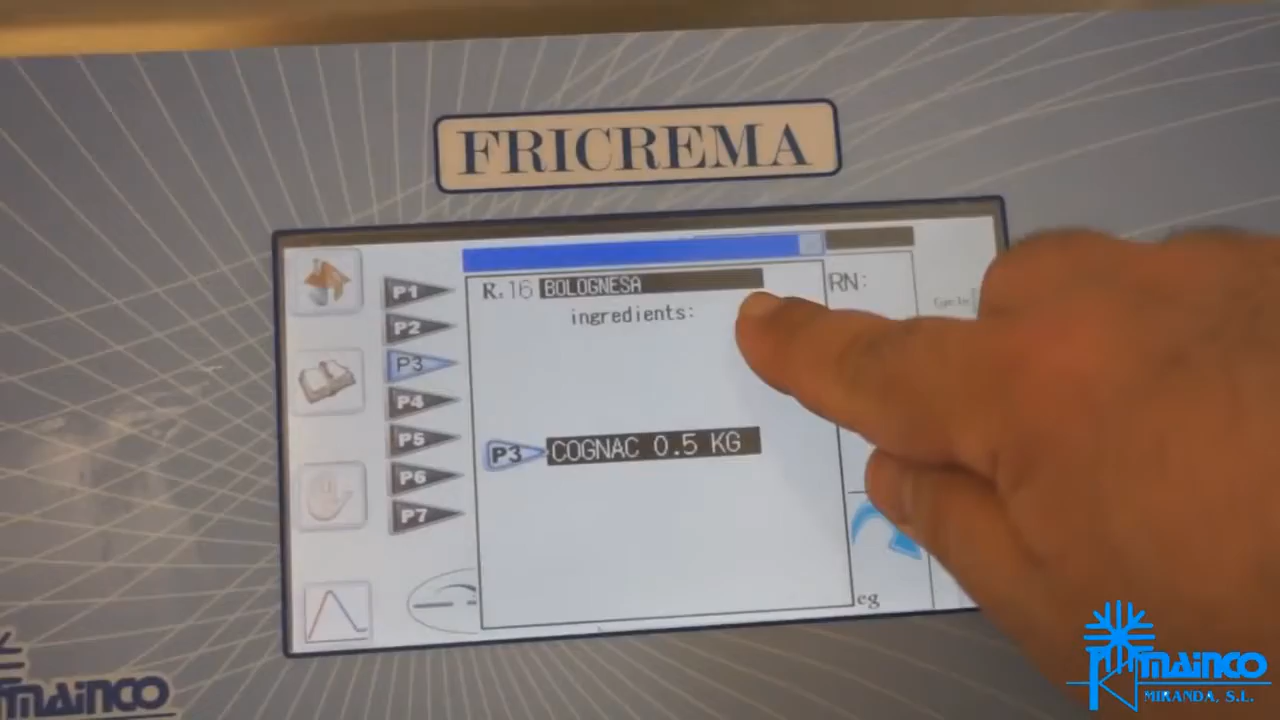 FRICREMA
P1
P2
P3
P4
P5
P6
P7
R.16 BOLOGNESA
ingredients:
P3 COGNAC 0.5 KG
RN:
Cycle
eg
mainco
mainco
MIRANDA, S.L.